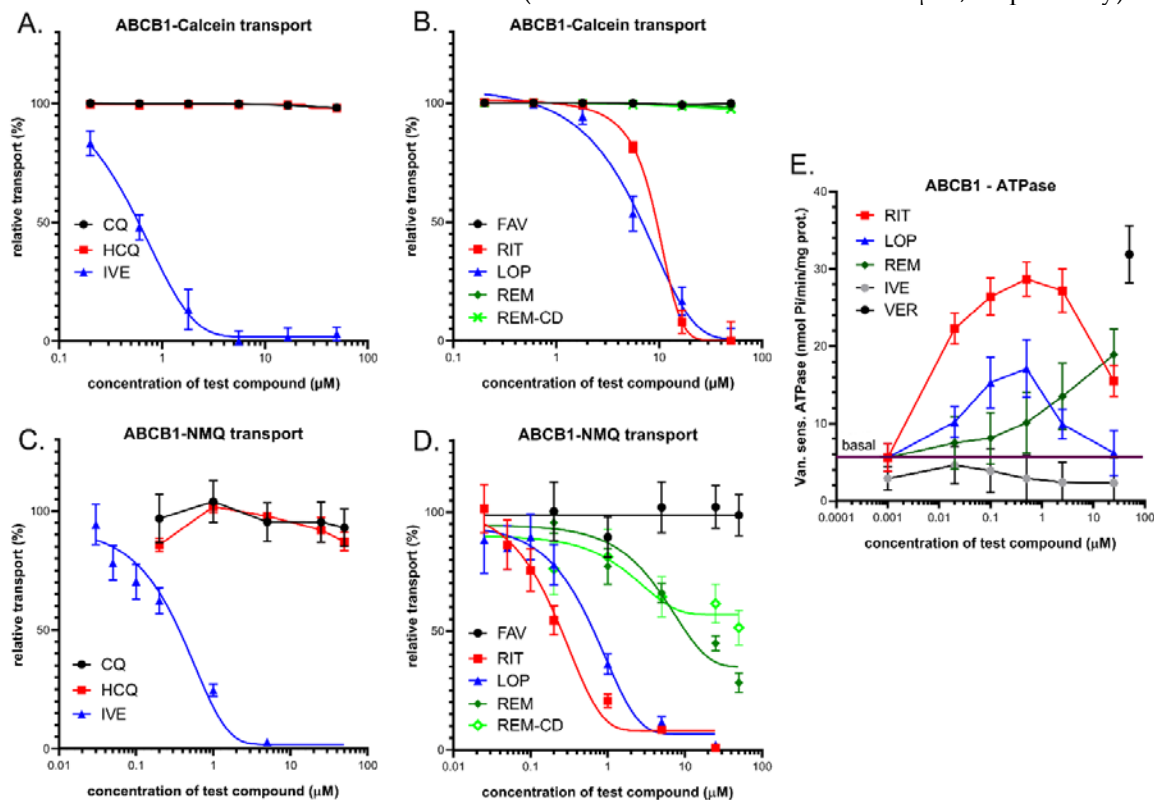 A.
ABCB1-Calcein transport
relative transport (%)
100
50
0
CQ
HCQ
IVE
0.1 1 10 100
concentration of test compound (µM)
B.
ABCB1-Calcein transport
relative transport (%)
100
50
0
FAV
RIT
LOP
REM
REM-CD
0.1 1 10 100
concentration of test compound (µM)
C.
ABCB1-NMQ transport
relative transport (%)
100
50
0
CQ
HCQ
IVE
0.01 0.1 1 10 100
concentration of test compound (µM)
D.
ABCB1-NMQ transport
relative transport (%)
100
50
0
FAV
RIT
LOP
REM
REM-CD
0.01 0.1 1 10 100
concentration of test compound (µM)
E.
ABCB1 - ATPase
Van. sens. ATPase (nmol Pi/min/mg prot.)
40
30
20
10
0
RIT
LOP
REM
IVE
VER
basal
0.0001 0.001 0.01 0.1 1 10 100
concentration of test compound (µM)